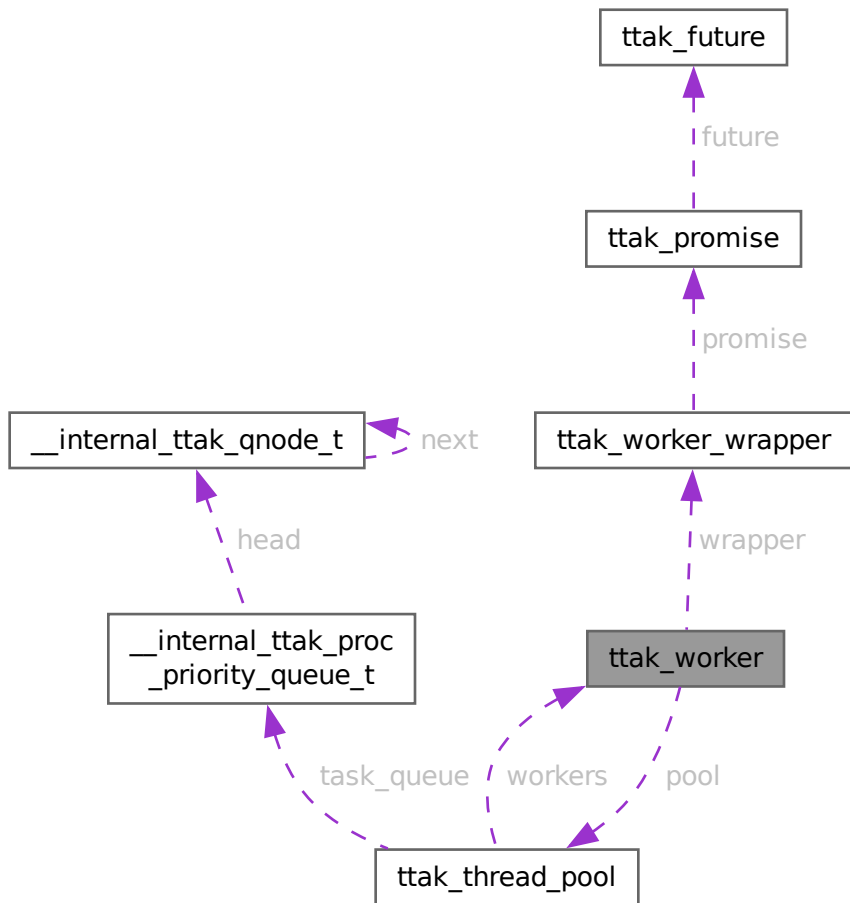 ttak_future
future
ttak_promise
promise
__internal_ttak_qnode_t
next
ttak_worker_wrapper
head
wrapper
__internal_ttak_proc
_priority_queue_t
ttak_worker
task_queue
workers
pool
ttak_thread_pool